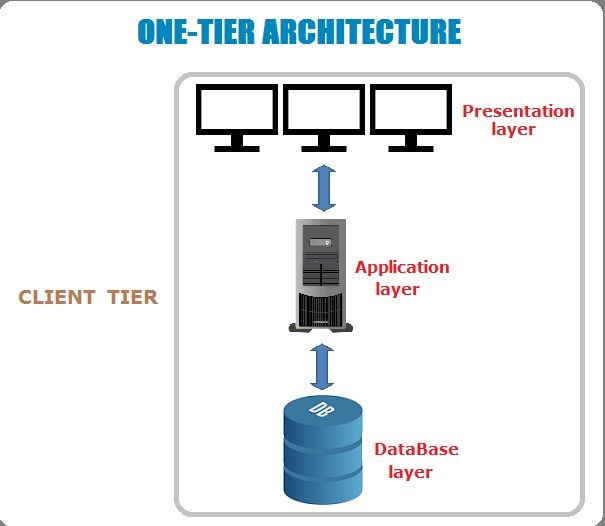 ONE-TIER ARCHITECTURE
Presentation
layer
Application
layer
CLIENT TIER
DB
DataBase
layer